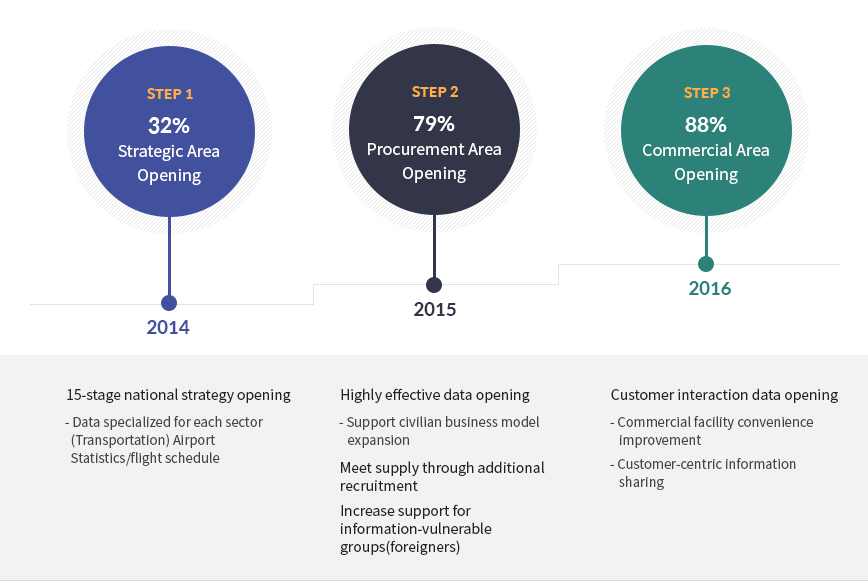 STEP 1
32%
Strategic Area
Opening
2014
STEP 2
79%
Procurement Area
Opening
2015
STEP 3
88%
Commercial Area
Opening
2016
15-stage national strategy opening
- Data specialized for each sector
(Transportation) Airport
Statistics/flight schedule
Highly effective data opening
- Support civilian business model
expansion
Meet supply through additional
recruitment
Increase support for
information-vulnerable
groups(foreigners)
Customer interaction data opening
- Commercial facility convenience
improvement
- Customer-centric information
sharing